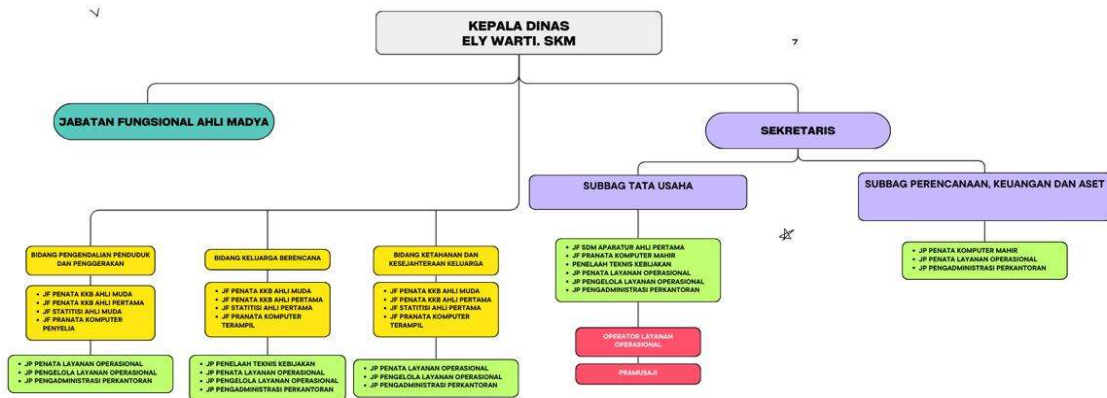 KEPALA DINAS
ELY WARTI. SKM
7
JABATAN FUNGSIONAL AHLI MADYA
SEKRETARIS
SUBBAG TATA USAHA
SUBBAG PERENCANAAN, KEUANGAN DAN ASET
BIDANG PENGENDALIAN PENDUDUK
DAN PENGGERAKAN
BIDANG KELUARGA BERENCANA
BIDANG KETAHANAN DAN
KESEJAHTERAAN KELUARGA
• JF SDM APARATUR AHLI PERTAMA
• JF PRANATA KOMPUTER MAHIR
• PENELAAH TEKNIS KEBIJAKAN
• JP PENATA LAYANAN OPERASIONAL
• JP PENGELOLA LAYANAN OPERASIONAL
• JP PENGADMINISTRASI PERKANTORAN
• JP PENATA KOMPUTER MAHIR
• JP PENATA LAYANAN OPERASIONAL
• JP PENGADMINISTRASI PERKANTORAN
• JF PENATA KKB AHLI MUDA
• JF PENATA KKB AHLI PERTAMA
• JF STATITISI AHLI MUDA
• JF PRANATA KOMPUTER
PENYELIA
• JF PENATA KKB AHLI MUDA
• JF PENATA KKB AHLI PERTAMA
• JF STATITISI AHLI PERTAMA
• JF PRANATA KOMPUTER
TERAMPIL
• JF PENATA KKB AHLI MUDA
• JF PENATA KKB AHLI PERTAMA
• JF STATITISI AHLI PERTAMA
• JF PRANATA KOMPUTER
TERAMPIL
OPERATOR LAYANAN
OPERASIONAL
PRAMUSAJI
• JP PENATA LAYANAN OPERASIONAL
• JP PENGELOLA LAYANAN OPERASIONAL
• JP PENGADMINISTRASI PERKANTORAN
• JP PENELAAH TEKNIS KEBIJAKAN
• JP PENATA LAYANAN OPERASIONAL
• JP PENGELOLA LAYANAN OPERASIONAL
• JP PENGADMINISTRASI PERKANTORAN
• JP PENATA LAYANAN OPERASIONAL
• JP PENGELOLA LAYANAN OPERASIONAL
• JP PENGADMINISTRASI PERKANTORAN